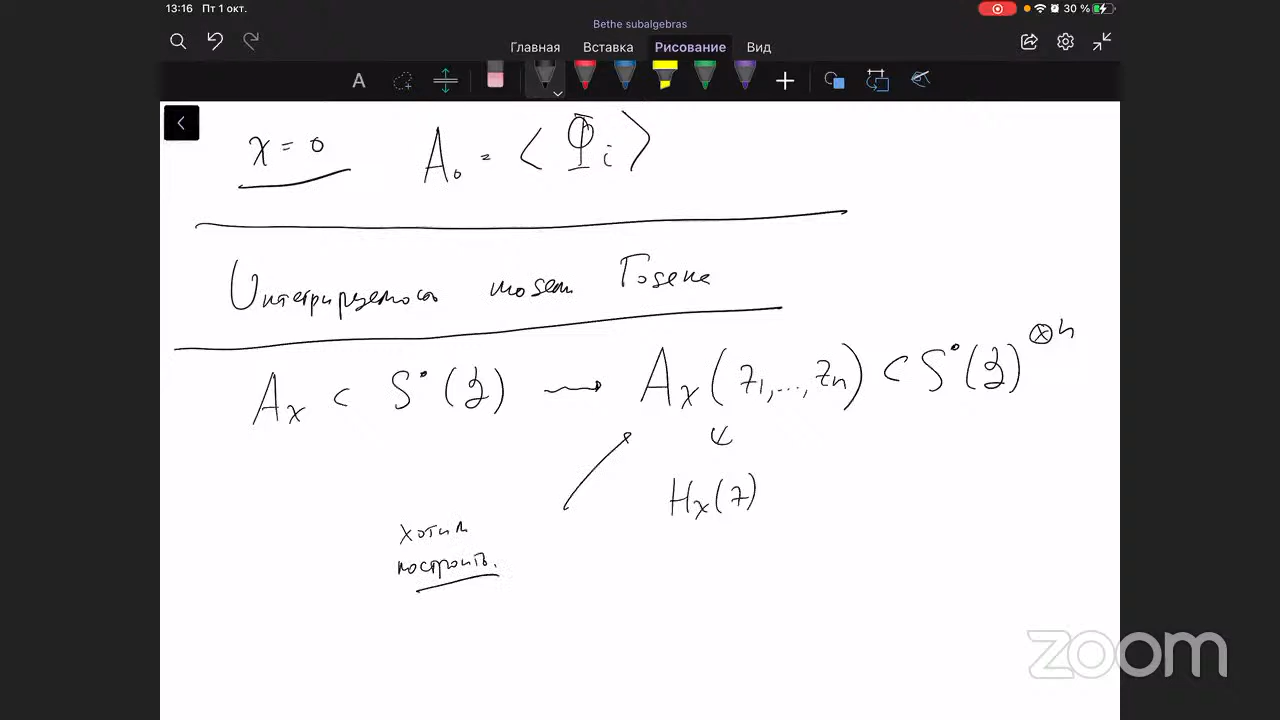 13:16 Пт 1 окт.
30 %
Bethe subalgebras
Главная Вставка Рисование Вид
A
χ = 0 A₀ = ⟨ Φᵢ ⟩
Интегрируемость модели Годена
A_χ ⊂ S^•(𝔤) ⟿ A_χ(z₁, ..., zₙ) ⊂ S^•(𝔤)^{⊗n}
H_χ(z)
хотим
построить.
zoom